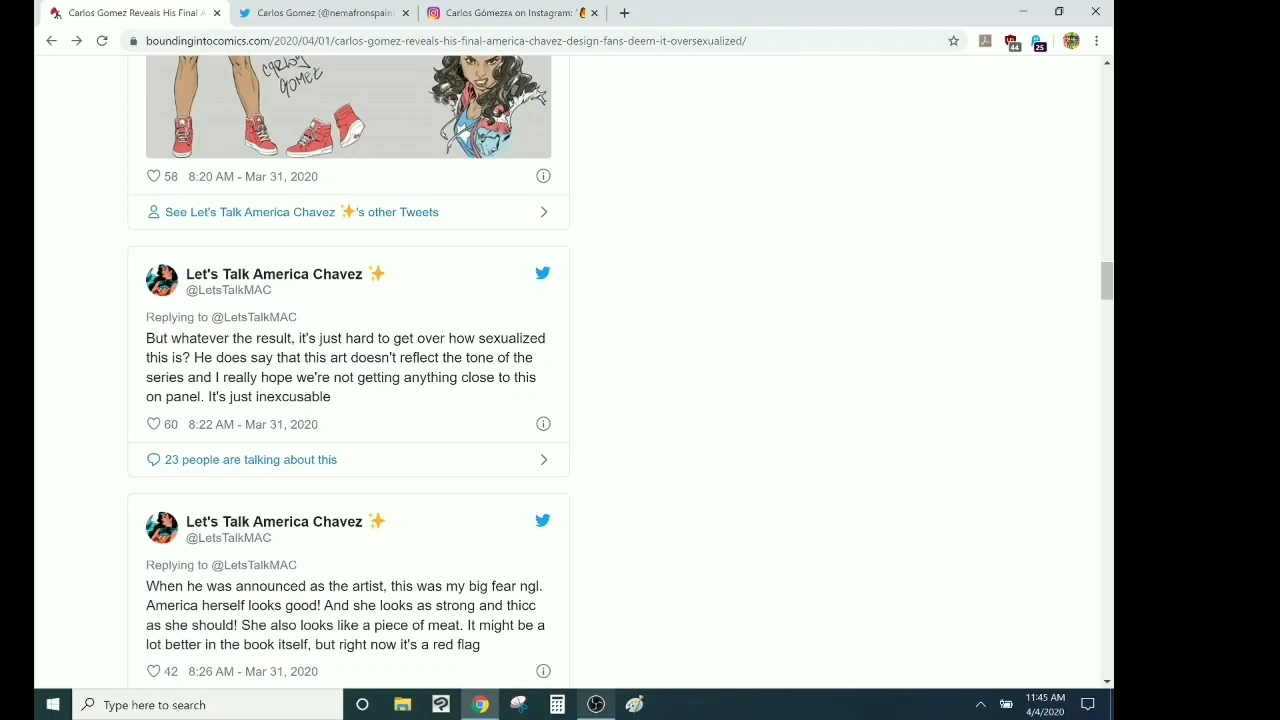 Carlos Gomez Reveals His Final A
Carlos Gomez (@nemafronspain
Carlos Gómez on Instagram:
boundingintocomics.com/2020/04/01/carlos-gomez-reveals-his-final-america-chavez-design-fans-deem-it-oversexualized/
44
25
CARLOS
GOMEZ
58 8:20 AM - Mar 31, 2020
See Let's Talk America Chavez ✨'s other Tweets
Let's Talk America Chavez ✨
@LetsTalkMAC
Replying to @LetsTalkMAC
But whatever the result, it's just hard to get over how sexualized
this is? He does say that this art doesn't reflect the tone of the
series and I really hope we're not getting anything close to this
on panel. It's just inexcusable
60 8:22 AM - Mar 31, 2020
23 people are talking about this
Let's Talk America Chavez ✨
@LetsTalkMAC
Replying to @LetsTalkMAC
When he was announced as the artist, this was my big fear ngl.
America herself looks good! And she looks as strong and thicc
as she should! She also looks like a piece of meat. It might be a
lot better in the book itself, but right now it's a red flag
42 8:26 AM - Mar 31, 2020
Type here to search
11:45 AM
4/4/2020